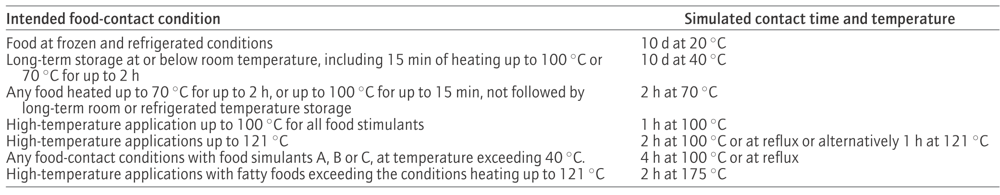 Intended food-contact condition Simulated contact time and temperature
Food at frozen and refrigerated conditions 10 d at 20 °C
Long-term storage at or below room temperature, including 15 min of heating up to 100 °C or 10 d at 40 °C
70 °C for up to 2 h
Any food heated up to 70 °C for up to 2 h, or up to 100 °C for up to 15 min, not followed by 2 h at 70 °C
long-term room or refrigerated temperature storage
High-temperature application up to 100 °C for all food stimulants 1 h at 100 °C
High-temperature applications up to 121 °C 2 h at 100 °C or at reflux or alternatively 1 h at 121 °C
Any food-contact conditions with food simulants A, B or C, at temperature exceeding 40 °C. 4 h at 100 °C or at reflux
High-temperature applications with fatty foods exceeding the conditions heating up to 121 °C 2 h at 175 °C